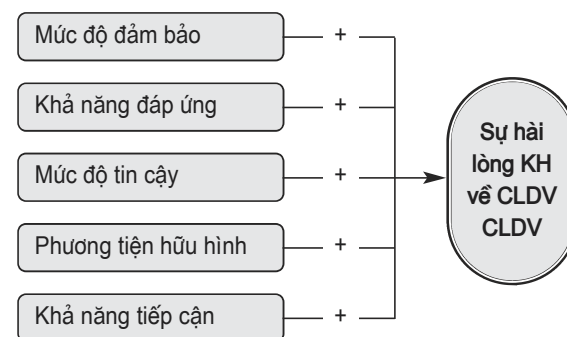 Mức độ đảm bảo
+
Khả năng đáp ứng
+
Mức độ tin cậy
+
Phương tiện hữu hình
+
Khả năng tiếp cận
+
Sự hài
lòng KH
về CLDV
CLDV